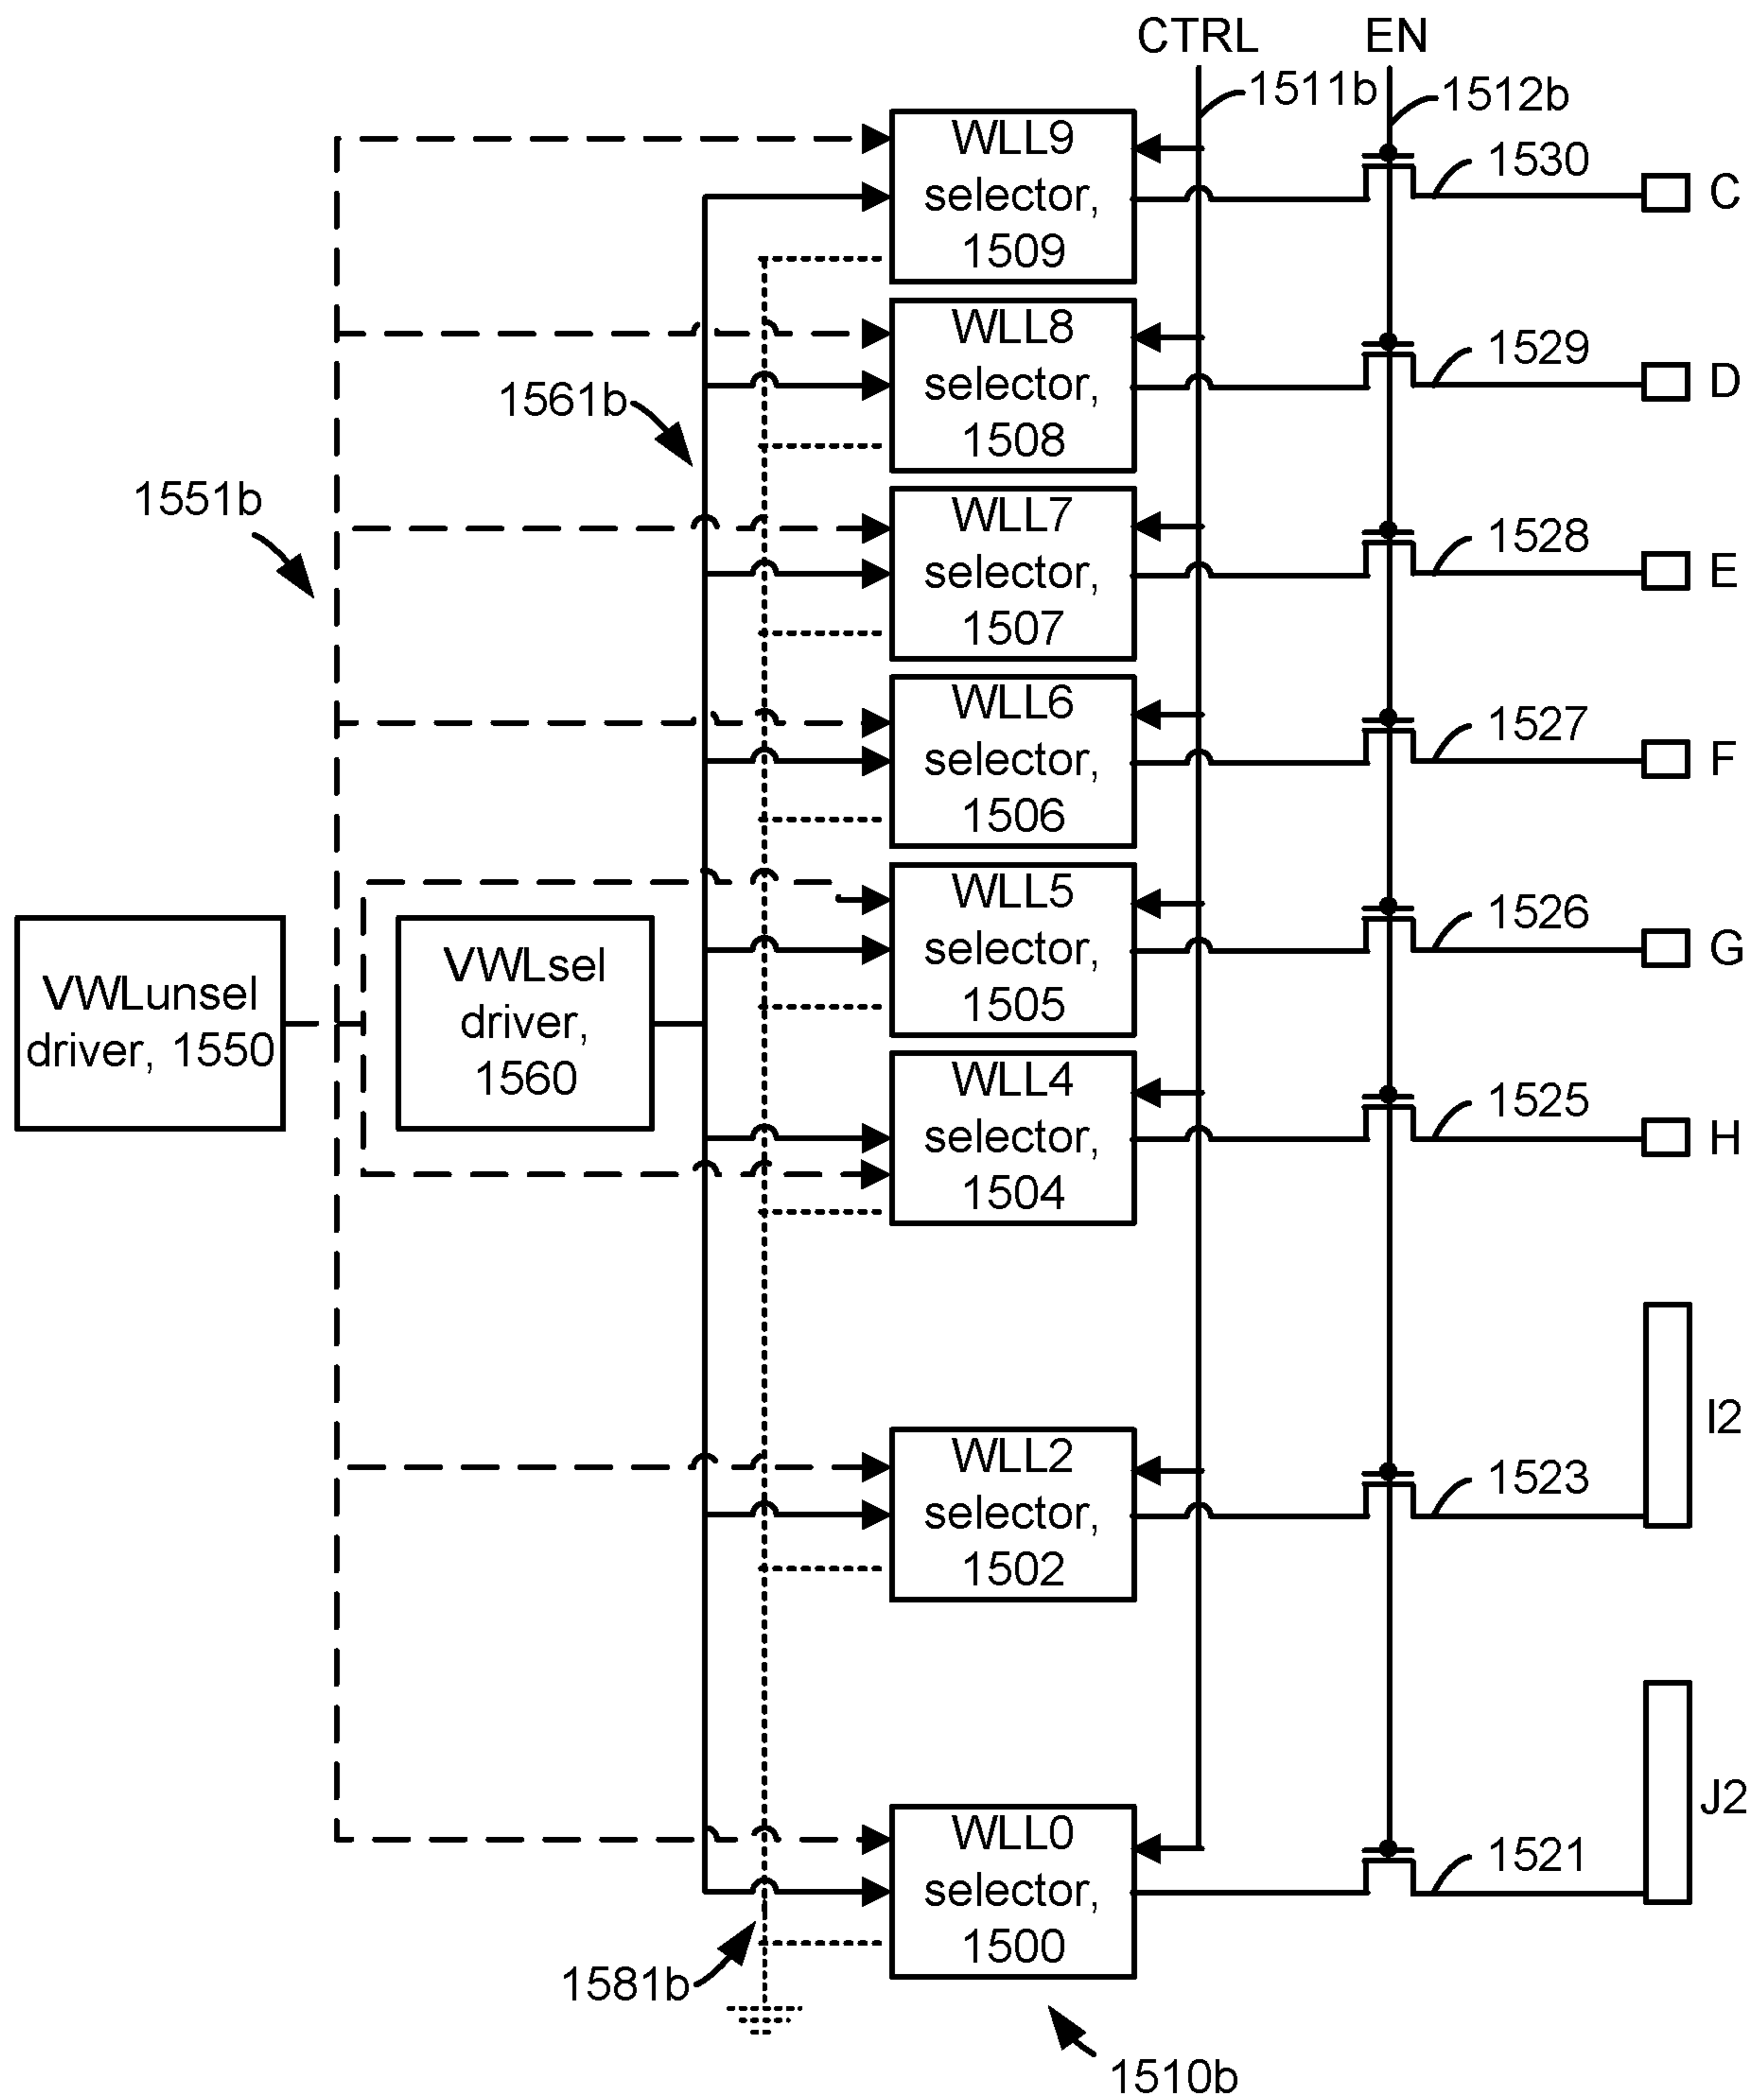 CTRL
EN
1511b
1512b
WLL9
selector,
1509
1530
C
WLL8
selector,
1508
1529
D
1561b
1551b
WLL7
selector,
1507
1528
E
WLL6
selector,
1506
1527
F
WLL5
selector,
1505
1526
G
VWLunsel
driver, 1550
VWLsel
driver,
1560
WLL4
selector,
1504
1525
H
I2
WLL2
selector,
1502
1523
J2
WLL0
selector,
1500
1521
1581b
1510b